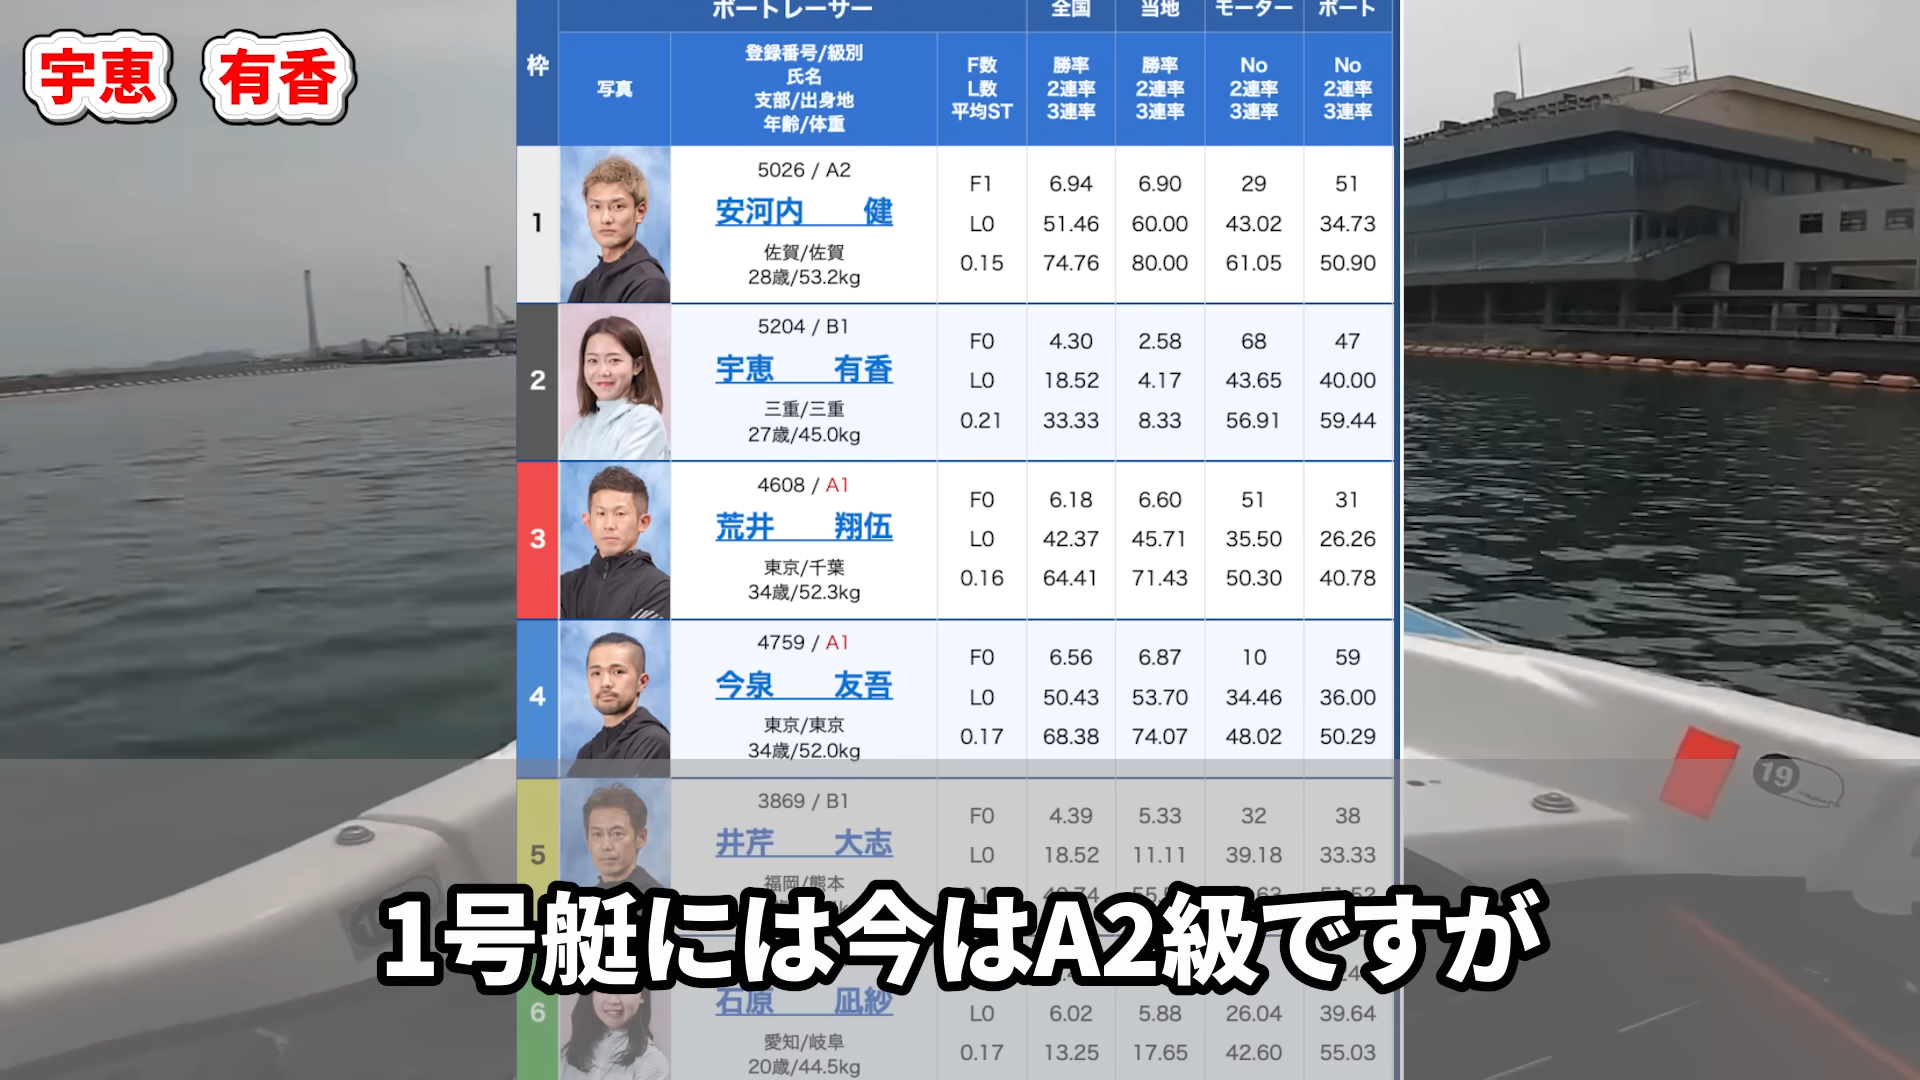 宇恵 有香
ボートレーサー 全国 当地 モーター ボート
枠 写真 登録番号/級別 氏名 支部/出身地 年齢/体重 F数 L数 平均ST 勝率 2連率 3連率 勝率 2連率 3連率 No 2連率 3連率 No 2連率 3連率
1
5026 / A2
安河内 健
佐賀/佐賀
28歳/53.2kg
F1 6.94 6.90 29 51
L0 51.46 60.00 43.02 34.73
0.15 74.76 80.00 61.05 50.90
2
5204 / B1
宇恵 有香
三重/三重
27歳/45.0kg
F0 4.30 2.58 68 47
L0 18.52 4.17 43.65 40.00
0.21 33.33 8.33 56.91 59.44
3
4608 / A1
荒井 翔伍
東京/千葉
34歳/52.3kg
F0 6.18 6.60 51 31
L0 42.37 45.71 35.50 26.26
0.16 64.41 71.43 50.30 40.78
4
4759 / A1
今泉 友吾
東京/東京
34歳/52.0kg
F0 6.56 6.87 10 59
L0 50.43 53.70 34.46 36.00
0.17 68.38 74.07 48.02 50.29
5
3869 / B1
井芹 大志
福岡/熊本
F0 4.39 5.33 32 38
L0 18.52 11.11 39.18 33.33
1号艇には今はA2級ですが
6
石原 凪紗
愛知/岐阜
20歳/44.5kg
L0 6.02 5.88 26.04 39.64
0.17 13.25 17.65 42.60 55.03
19